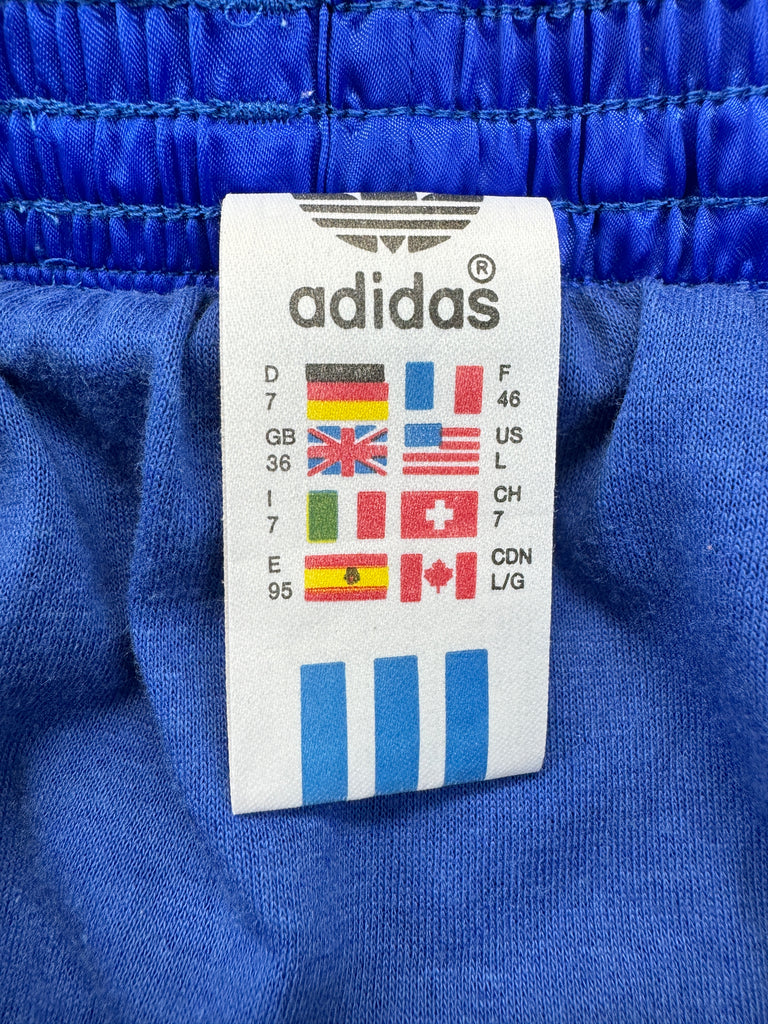 adidas®
D F
7 46
GB US
36 L
I CH
7 7
E CDN
95 L/G